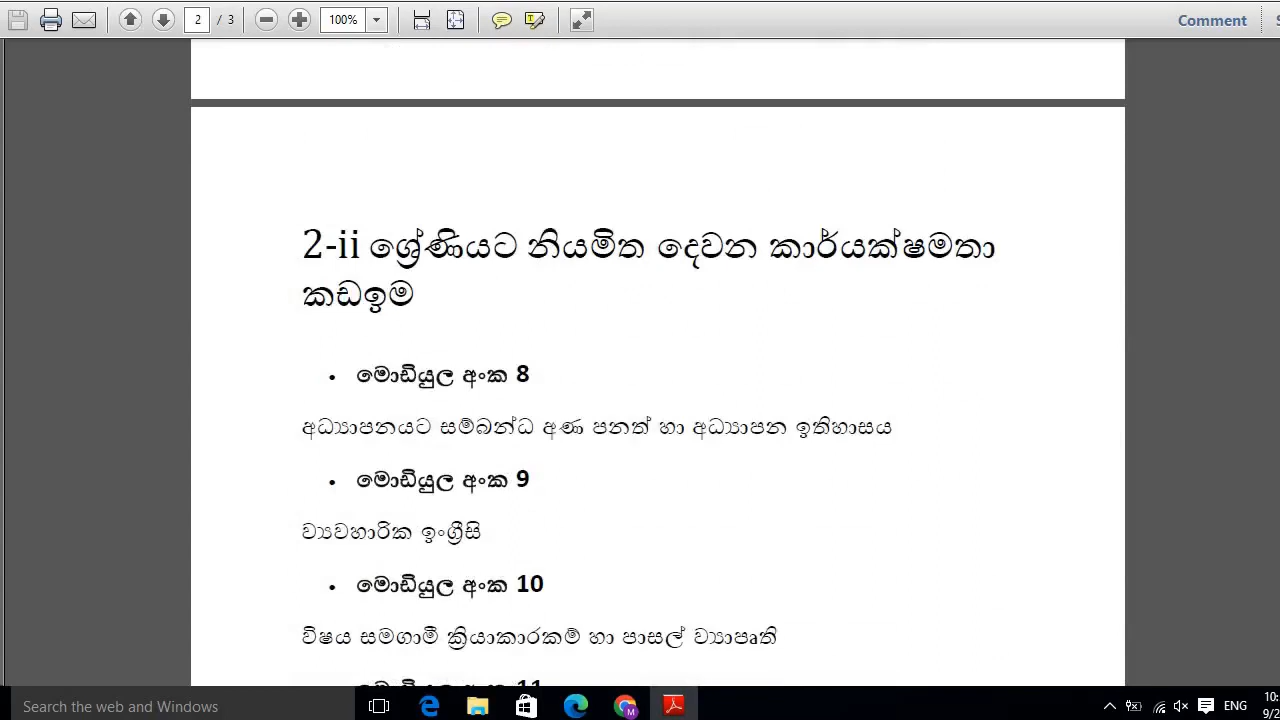 2 / 3
100%
Comment
2-ii ශ්‍රේණියට නියමිත දෙවන කාර්යක්ෂමතා
කඩඉම
• මොඩියුල අංක 8
අධ්‍යාපනයට සම්බන්ධ අණ පනත් හා අධ්‍යාපන ඉතිහාසය
• මොඩියුල අංක 9
ව්‍යවහාරික ඉංග්‍රීසි
• මොඩියුල අංක 10
විෂය සමගාමී ක්‍රියාකාරකම් හා පාසල් ව්‍යාපෘති
මොඩියුල අංක 11
Search the web and Windows
ENG